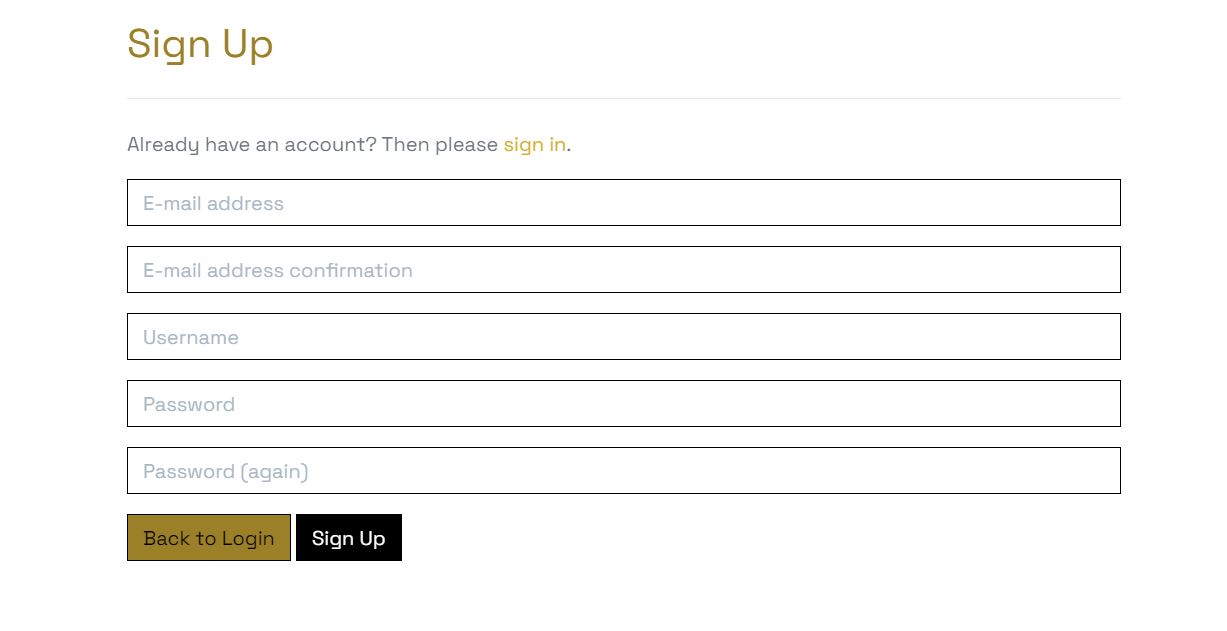 Sign Up
Already have an account? Then please sign in.
E-mail address
E-mail address confirmation
Username
Password
Password (again)
Back to Login Sign Up